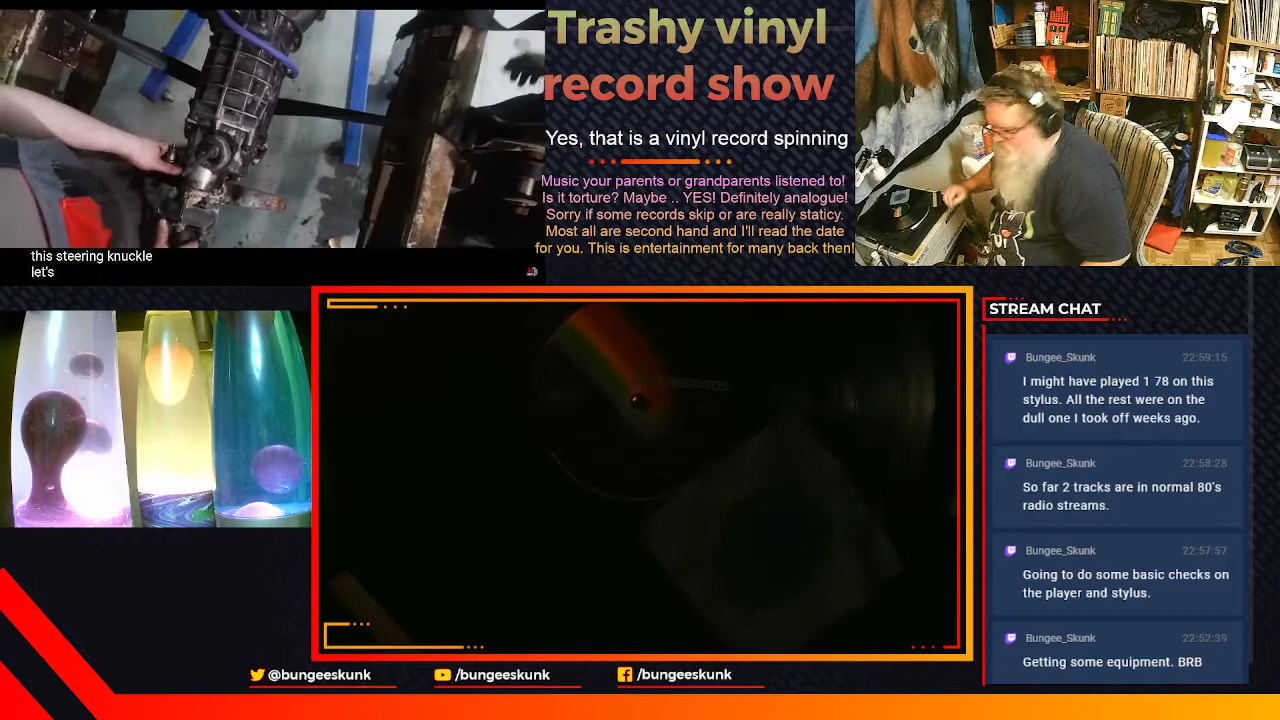 Trashy vinyl
record show
Yes, that is a vinyl record spinning
Music your parents or grandparents listened to!
Is it torture? Maybe .. YES! Definitely analogue!
Sorry if some records skip or are really staticy.
Most all are second hand and I'll read the date
for you. This is entertainment for many back then!
this steering knuckle
let's
STREAM CHAT
Bungee_Skunk 22:59:15
I might have played 1 78 on this
stylus. All the rest were on the
dull one I took off weeks ago.
Bungee_Skunk 22:58:28
So far 2 tracks are in normal 80's
radio streams.
Bungee_Skunk 22:57:57
Going to do some basic checks on
the player and stylus.
Bungee_Skunk 22:52:39
Getting some equipment. BRB
@bungeeskunk
/bungeeskunk
/bungeeskunk